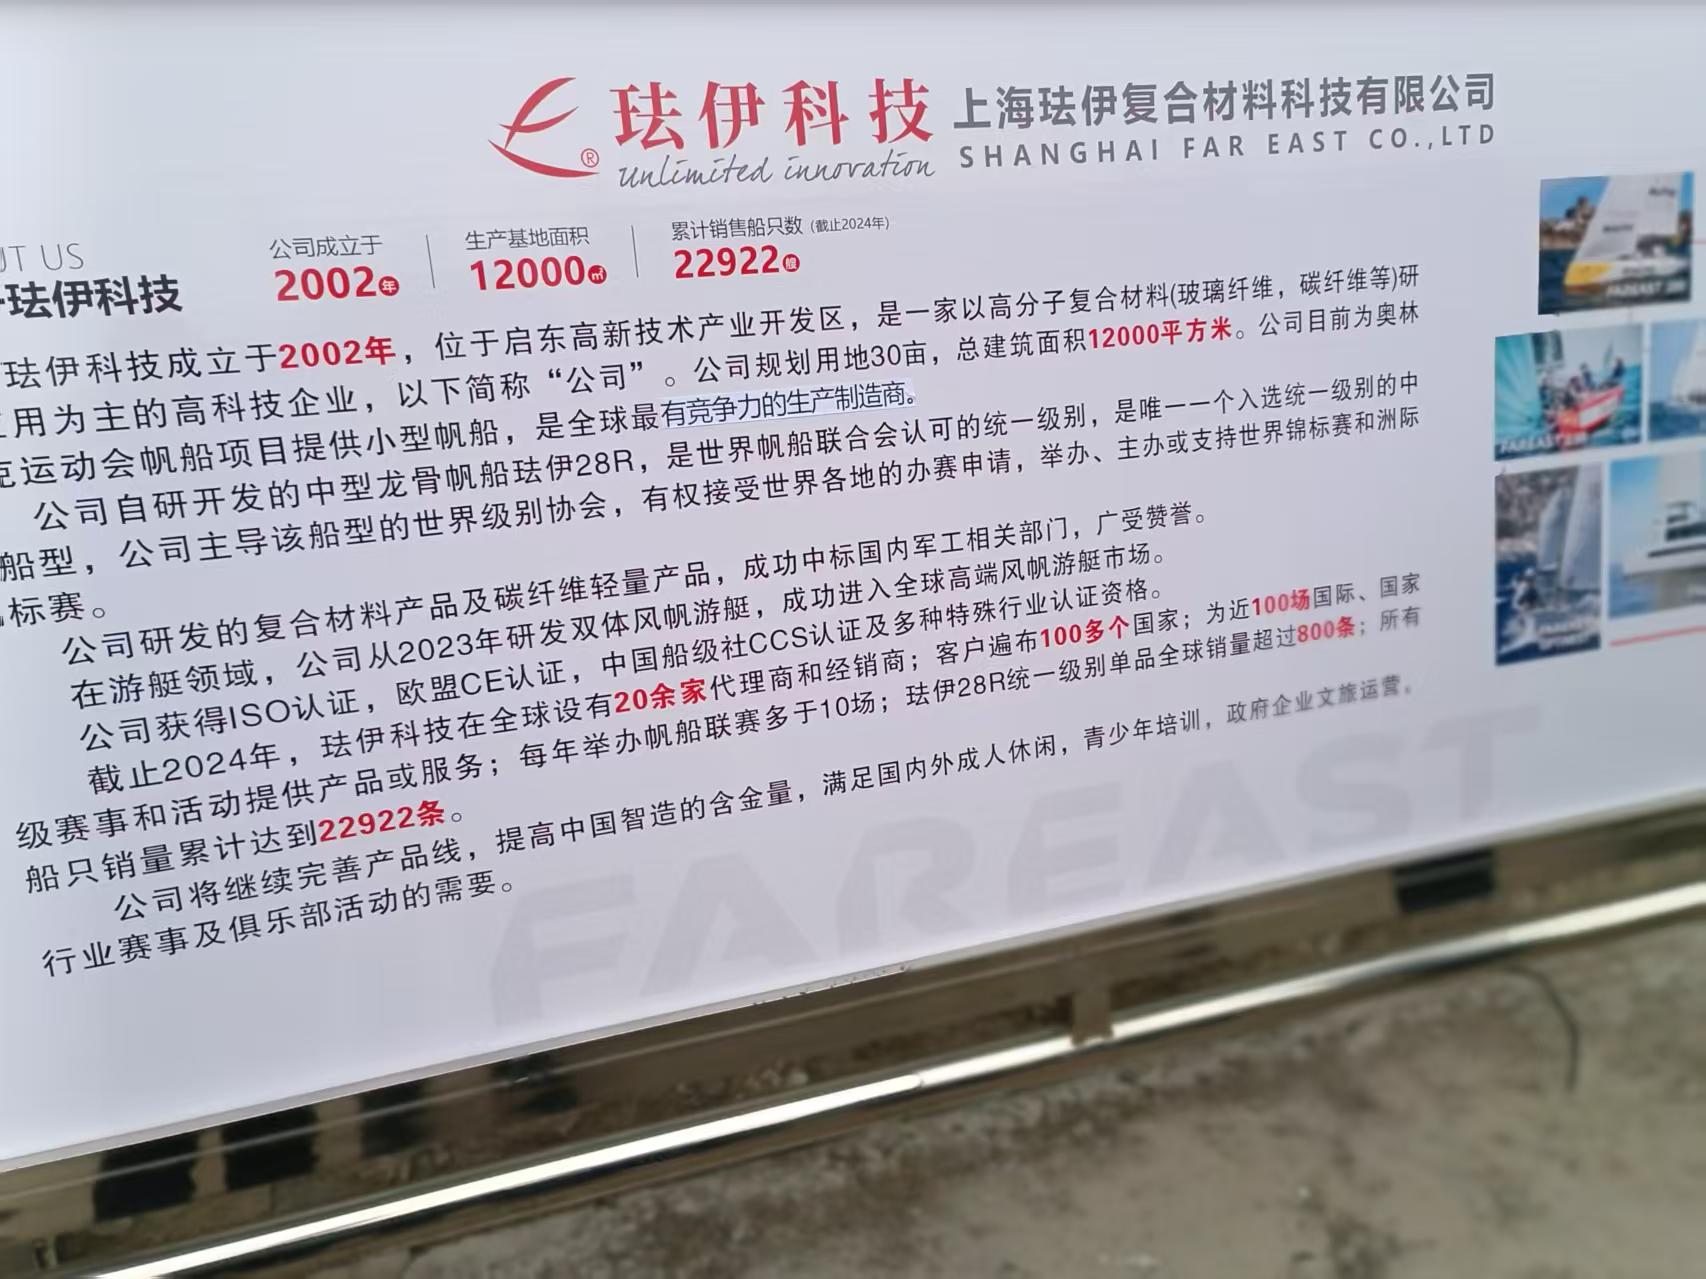 珐伊科技
unlimited innovation
上海珐伊复合材料科技有限公司
SHANGHAI FAR EAST CO.,LTD
UT US
珐伊科技
公司成立于
2002年
生产基地面积
12000㎡
累计销售船只数（截止2024年）
22922艘
珐伊科技成立于2002年，位于启东高新技术产业开发区，是一家以高分子复合材料(玻璃纤维，碳纤维等)研
用为主的高科技企业，以下简称“公司”。公司规划用地30亩，总建筑面积12000平方米。公司目前为奥林
克运动会帆船项目提供小型帆船，是全球最有竞争力的生产制造商。
公司自研开发的中型龙骨帆船珐伊28R，是世界帆船联合会认可的统一级别，是唯一一个入选统一级别的中
船型，公司主导该船型的世界级别协会，有权接受世界各地的办赛申请，举办、主办或支持世界锦标赛和洲际
标赛。
公司研发的复合材料产品及碳纤维轻量产品，成功中标国内军工相关部门，广受赞誉。
在游艇领域，公司从2023年研发双体风帆游艇，成功进入全球高端风帆游艇市场。
公司获得ISO认证，欧盟CE认证，中国船级社CCS认证及多种特殊行业认证资格。
截止2024年，珐伊科技在全球设有20余家代理商和经销商；客户遍布100多个国家；为近100场国际、国家
级赛事和活动提供产品或服务；每年举办帆船联赛多于10场；珐伊28R统一级别单品全球销量超过800条；所有
船只销量累计达到22922条。
公司将继续完善产品线，提高中国智造的含金量，满足国内外成人休闲，青少年培训，政府企业文旅运营，
行业赛事及俱乐部活动的需要。
FAREAST